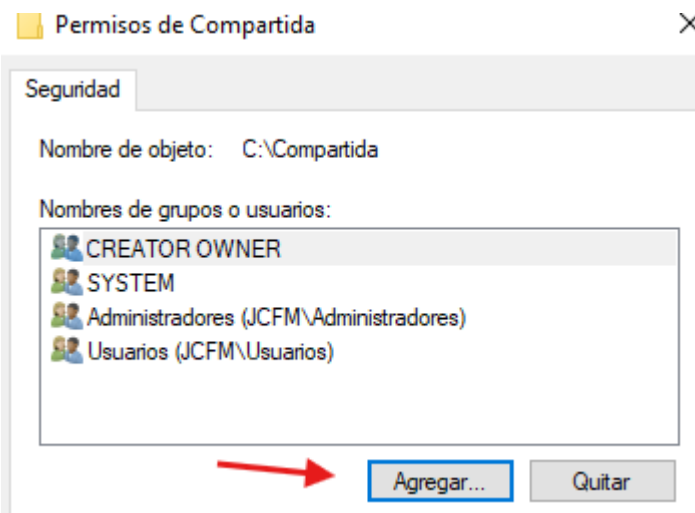 Permisos de Compartida
Seguridad
Nombre de objeto: C:\Compartida
Nombres de grupos o usuarios:
CREATOR OWNER
SYSTEM
Administradores (JCFM\Administradores)
Usuarios (JCFM\Usuarios)
Agregar... Quitar